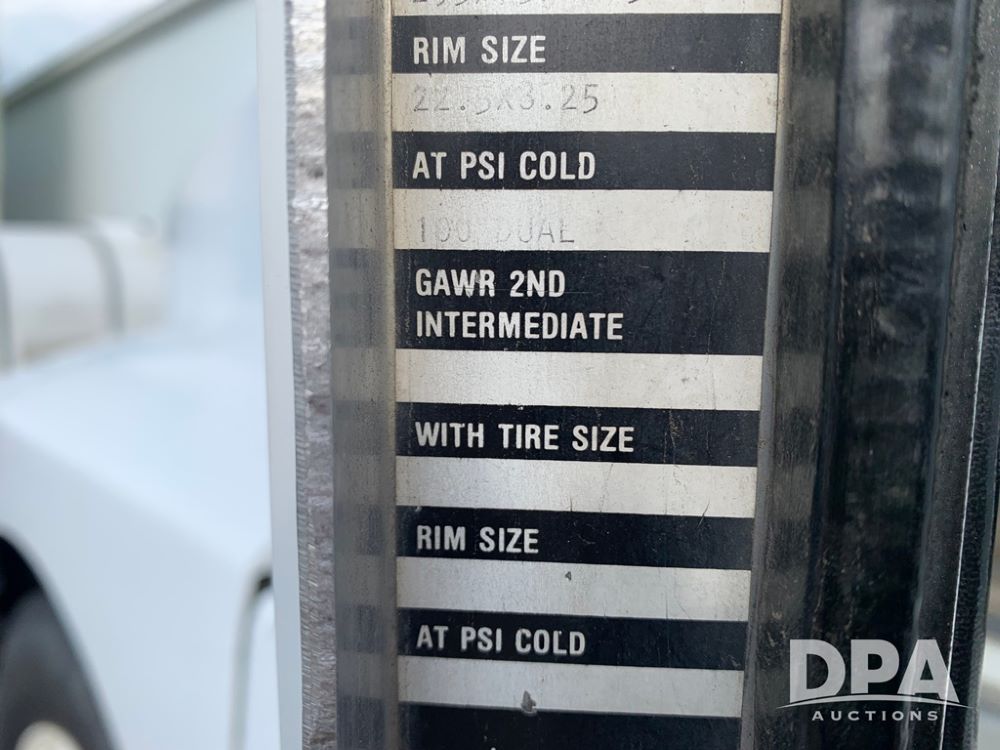 RIM SIZE
22.5X8.25
AT PSI COLD
100 DUAL
GAWR 2ND
INTERMEDIATE
WITH TIRE SIZE
RIM SIZE
AT PSI COLD
DPA
AUCTIONS